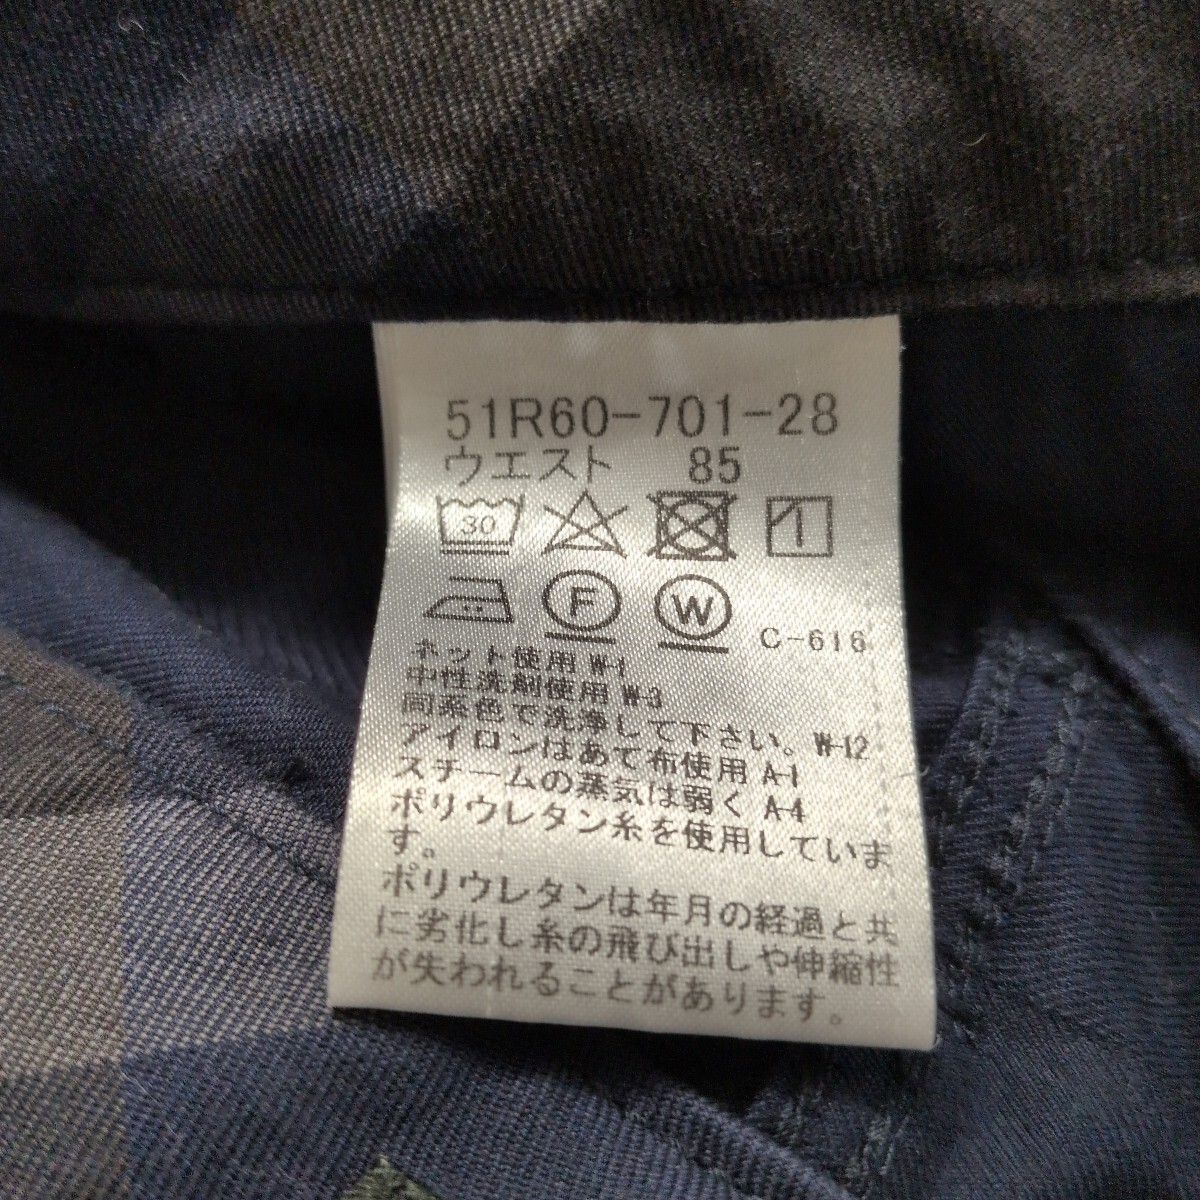 51R60-701-28
ウエスト 85
30
F W C-616
ネット使用 W-1
中性洗剤使用 W-3
同系色で洗浄して下さい。 W-12
アイロンはあて布使用 A-1
スチームの蒸気は弱く A-4
ポリウレタン糸を使用していま
す。
ポリウレタンは年月の経過と共
に劣化し糸の飛び出しや伸縮性
が失われることがあります。